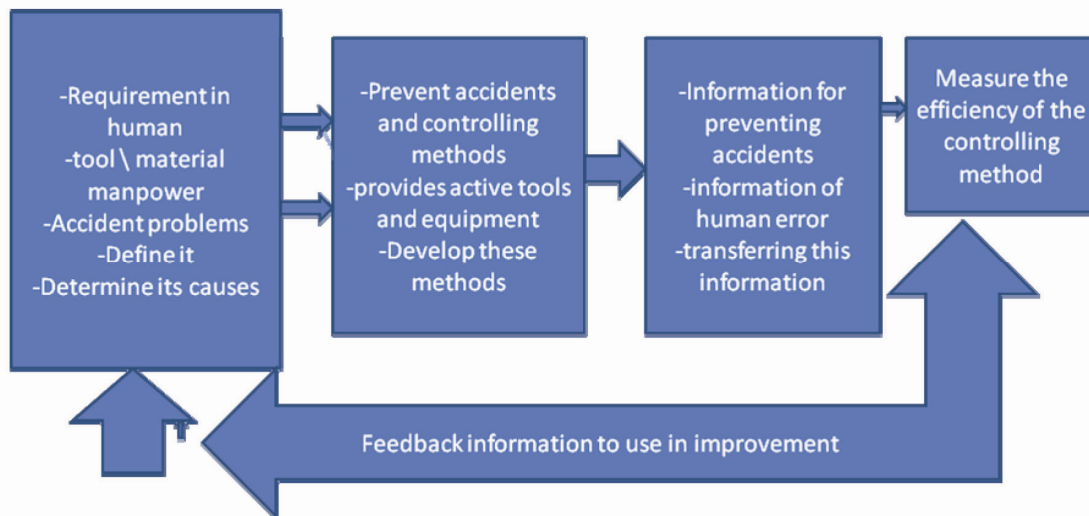 -Requirement in
human
-tool \ material
manpower
-Accident problems
-Define it
-Determine its causes
-Prevent accidents
and controlling
methods
-provides active tools
and equipment
-Develop these
methods
-Information for
preventing
accidents
-information of
human error
-transferring this
information
Measure the
efficiency of the
controlling
method
Feedback information to use in improvement